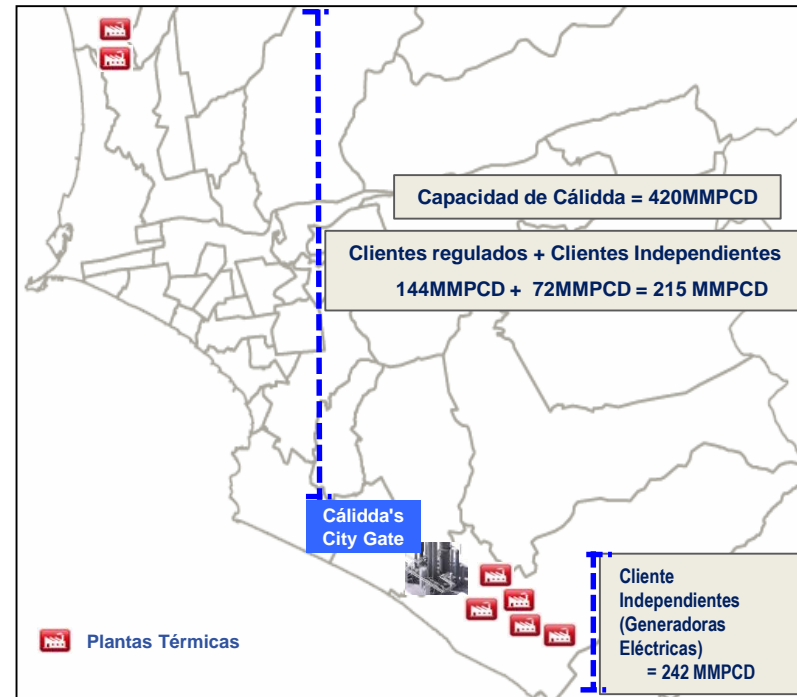 Capacidad de Cálidda = 420MMPCD
Clientes regulados + Clientes Independientes
144MMPCD + 72MMPCD = 215 MMPCD
Cálidda's
City Gate
Cliente
Independientes
(Generadoras
Eléctricas)
= 242 MMPCD
Plantas Térmicas